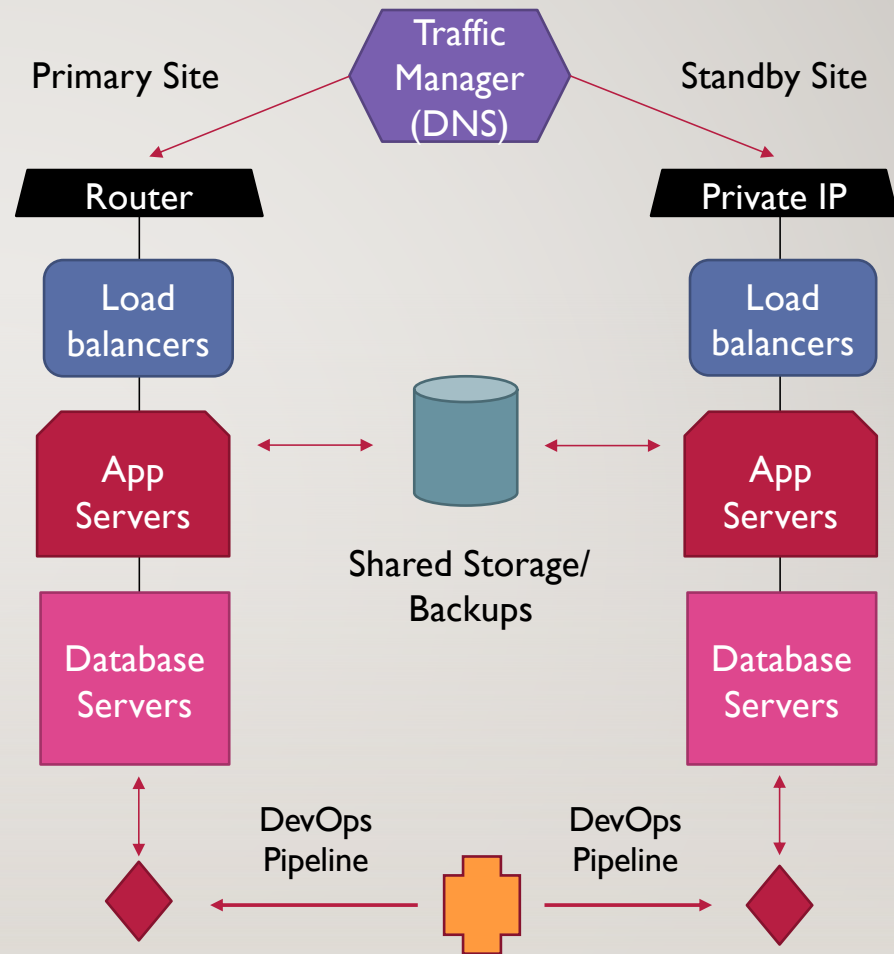 Traffic
Manager
(DNS)
Primary Site
Standby Site
Router
Private IP
Load
balancers
Load
balancers
App
Servers
App
Servers
Shared Storage/
Backups
Database
Servers
Database
Servers
DevOps
Pipeline
DevOps
Pipeline